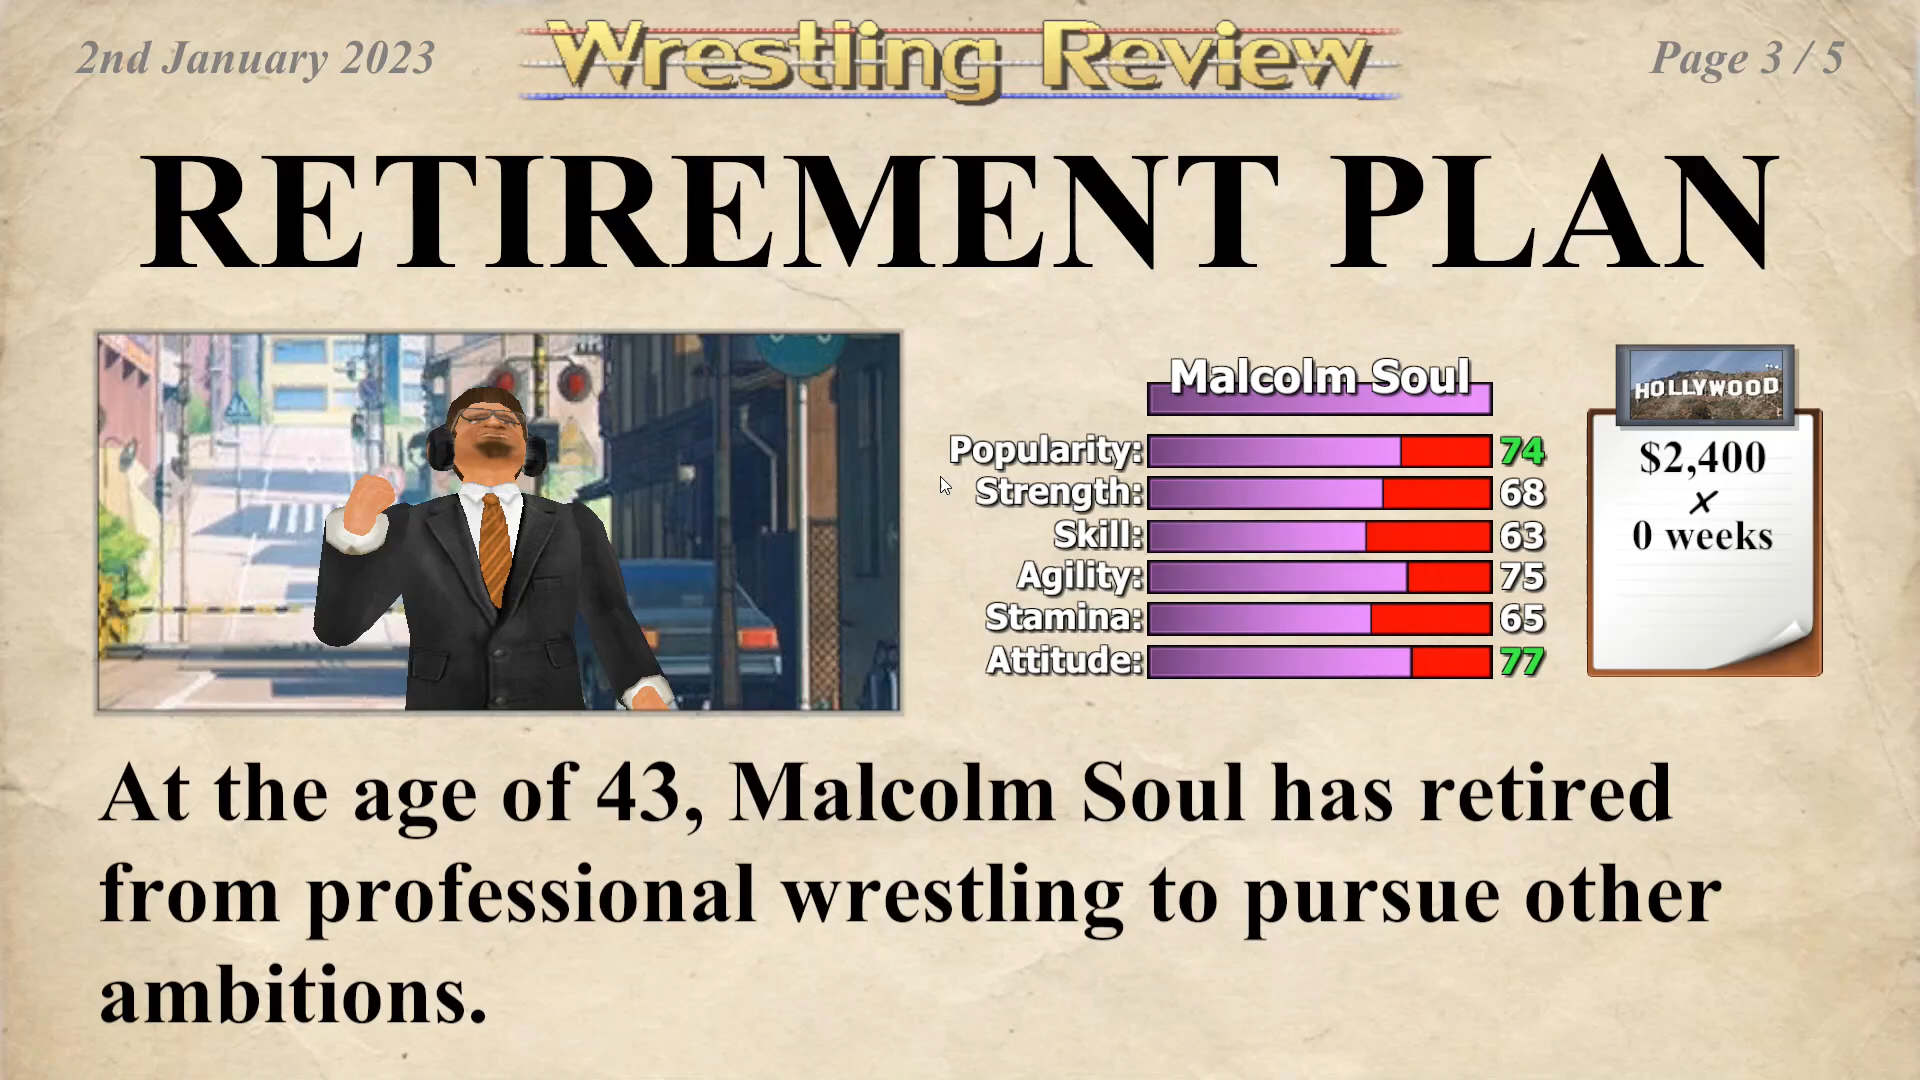 2nd January 2023
Wrestling Review
Page 3 / 5
RETIREMENT PLAN
Malcolm Soul
Popularity: 74
Strength: 68
Skill: 63
Agility: 75
Stamina: 65
Attitude: 77
HOLLYWOOD
$2,400
×
0 weeks
At the age of 43, Malcolm Soul has retired
from professional wrestling to pursue other
ambitions.